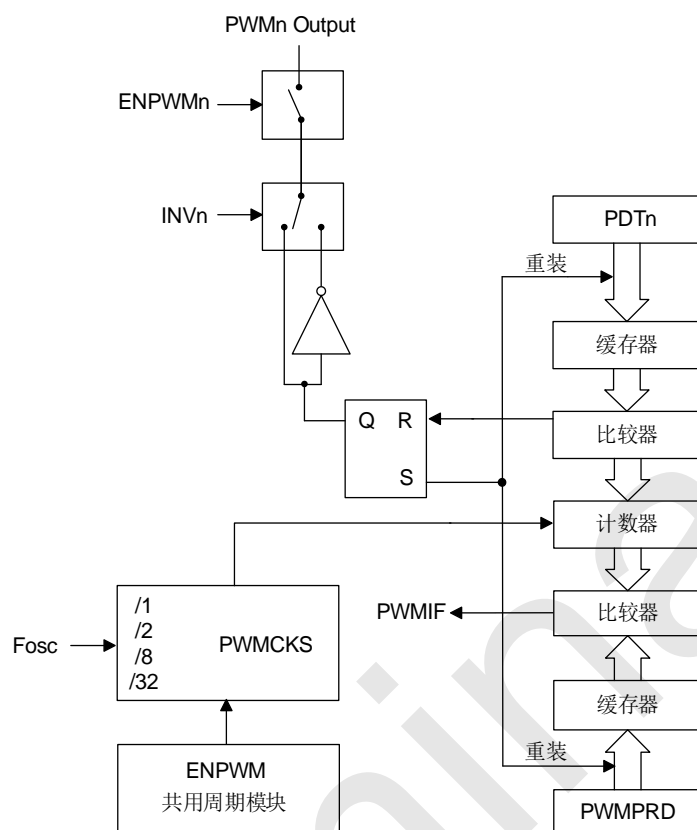 PWMn Output
ENPWMn
INVn
PDTn
重装
缓存器
Q R
S
比较器
计数器
PWMIF
比较器
Fosc
/1
/2
/8
/32
PWMCKS
缓存器
重装
ENPWM
共用周期模块
PWMPRD